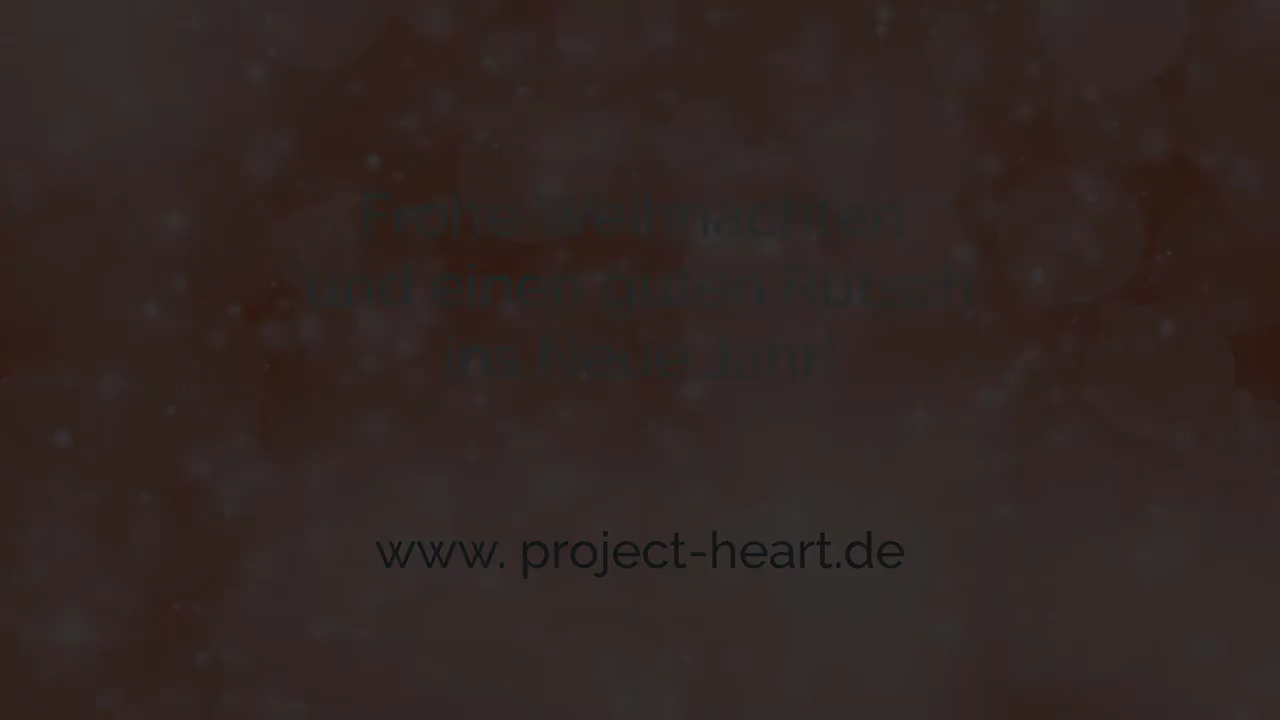 Frohe Weihnachten
und einen guten Rutsch
ins Neue Jahr!
www. project-heart.de